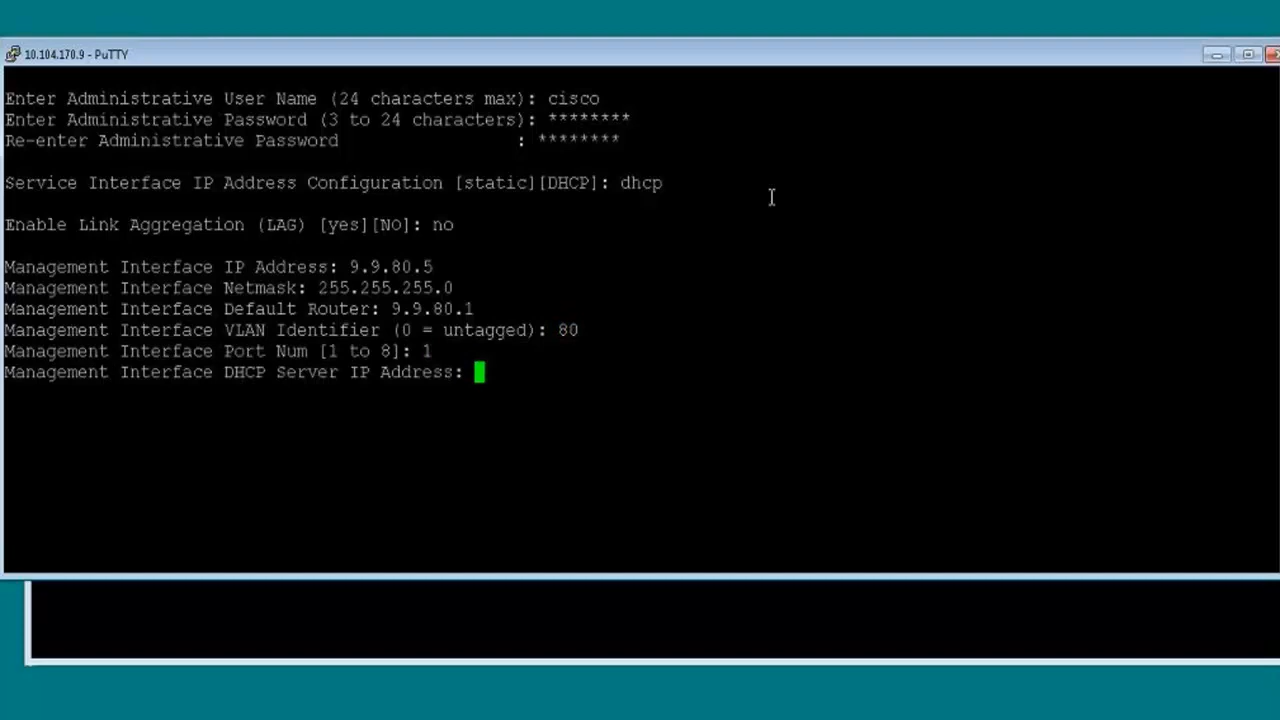 10.104.170.9 - PuTTY
Enter Administrative User Name (24 characters max): cisco
Enter Administrative Password (3 to 24 characters): ********
Re-enter Administrative Password                 : ********
Service Interface IP Address Configuration [static][DHCP]: dhcp
Enable Link Aggregation (LAG) [yes][NO]: no
Management Interface IP Address: 9.9.80.5
Management Interface Netmask: 255.255.255.0
Management Interface Default Router: 9.9.80.1
Management Interface VLAN Identifier (0 = untagged): 80
Management Interface Port Num [1 to 8]: 1
Management Interface DHCP Server IP Address: